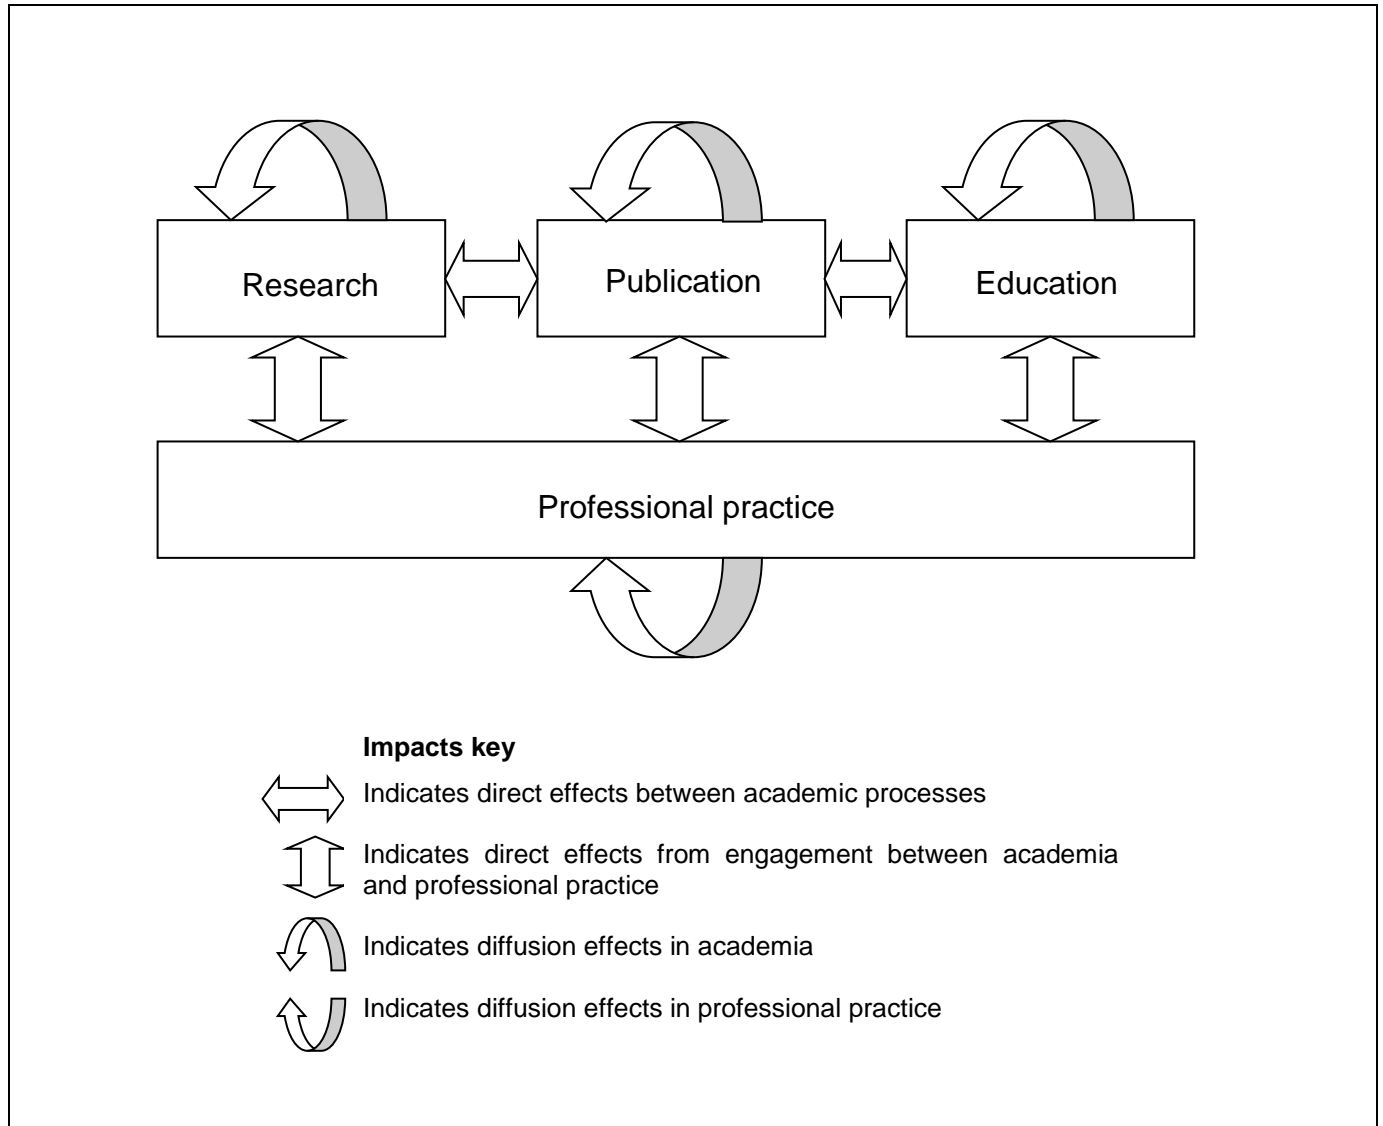 Research
Publication
Education
Professional practice
Impacts key
Indicates direct effects between academic processes
Indicates direct effects from engagement between academia
and professional practice
Indicates diffusion effects in academia
Indicates diffusion effects in professional practice